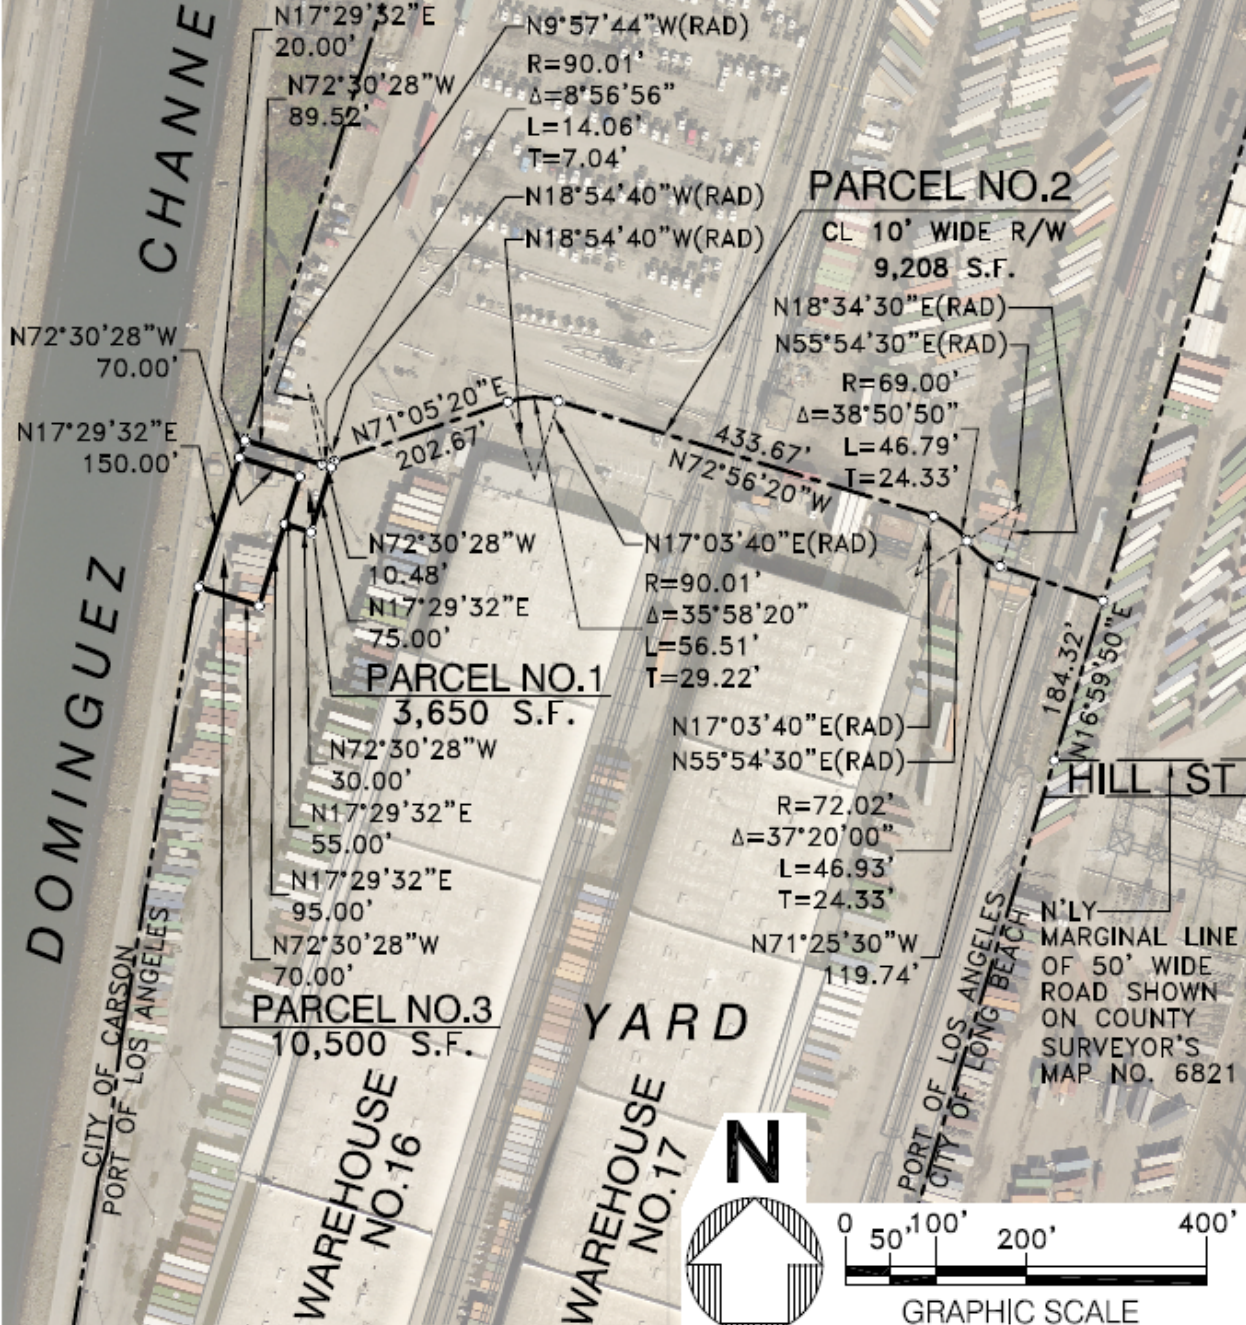 CHANNE
DOMINGUEZ
N17°29'32"E
20.00'
N72°30'28"W
89.52'
N9°57'44"W(RAD)
R=90.01'
Δ=8°56'56"
L=14.06'
T=7.04'
N18°54'40"W(RAD)
N18°54'40"W(RAD)
PARCEL NO.2
CL 10' WIDE R/W
9,208 S.F.
N18°34'30"E(RAD)
N55°54'30"E(RAD)
R=69.00'
Δ=38°50'50"
L=46.79'
T=24.33'
N72°30'28"W
70.00'
N17°29'32"E
150.00'
N71°05'20"E
202.67'
433.67'
N72°56'20"W
N72°30'28"W
10.48'
N17°29'32"E
75.00'
PARCEL NO.1
3,650 S.F.
N72°30'28"W
30.00'
N17°29'32"E
55.00'
N17°29'32"E
95.00'
N72°30'28"W
70.00'
PARCEL NO.3
10,500 S.F.
N17°03'40"E(RAD)
R=90.01'
Δ=35°58'20"
L=56.51'
T=29.22'
N17°03'40"E(RAD)
N55°54'30"E(RAD)
R=72.02'
Δ=37°20'00"
L=46.93'
T=24.33'
N71°25'30"W
119.74'
184.32'
N16°59'50"E
HILL ST
N'LY
MARGINAL LINE
OF 50' WIDE
ROAD SHOWN
ON COUNTY
SURVEYOR'S
MAP NO. 6821
CITY OF CARSON
PORT OF LOS ANGELES
YARD
WAREHOUSE
NO.16
WAREHOUSE
NO.17
PORT OF LOS ANGELES
CITY OF LONG BEACH
N
0 50' 100' 200' 400'
GRAPHIC SCALE